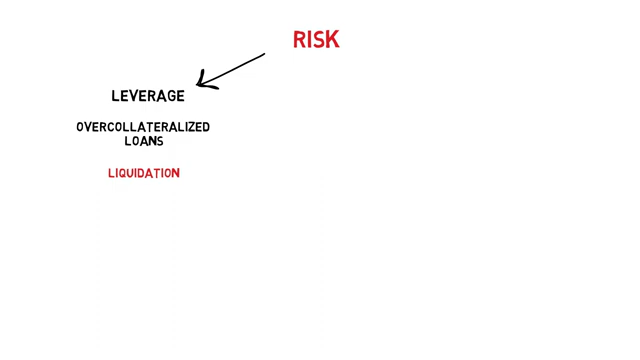 RISK
LEVERAGE
OVERCOLLATERALIZED
LOANS
LIQUIDATION